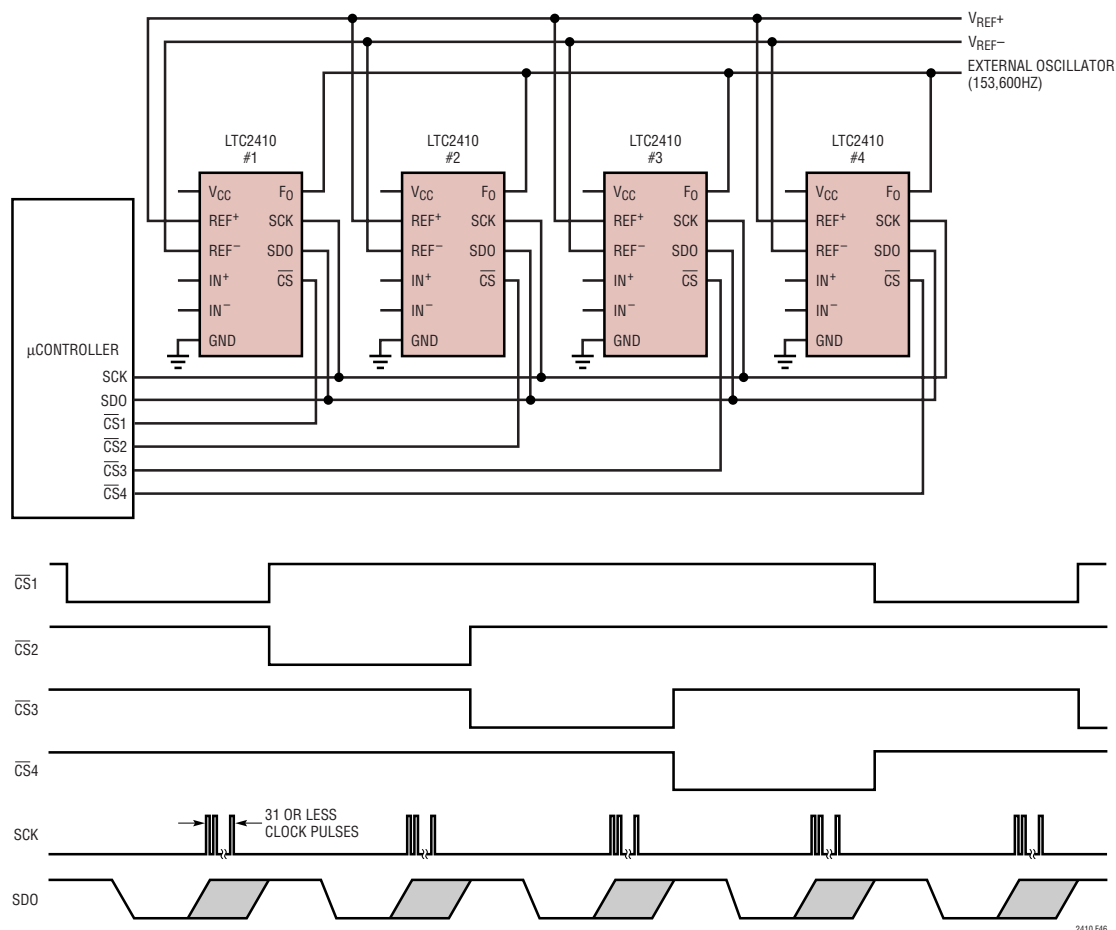 VREF+
VREF–
EXTERNAL OSCILLATOR
(153,600HZ)
LTC2410
#1
LTC2410
#2
LTC2410
#3
LTC2410
#4
VCC
FO
REF+
SCK
REF–
SDO
IN+
CS
IN–
GND
VCC
FO
REF+
SCK
REF–
SDO
IN+
CS
IN–
GND
VCC
FO
REF+
SCK
REF–
SDO
IN+
CS
IN–
GND
VCC
FO
REF+
SCK
REF–
SDO
IN+
CS
IN–
GND
µCONTROLLER
SCK
SDO
CS1
CS2
CS3
CS4
CS1
CS2
CS3
CS4
SCK
31 OR LESS
CLOCK PULSES
SDO
2410 F46